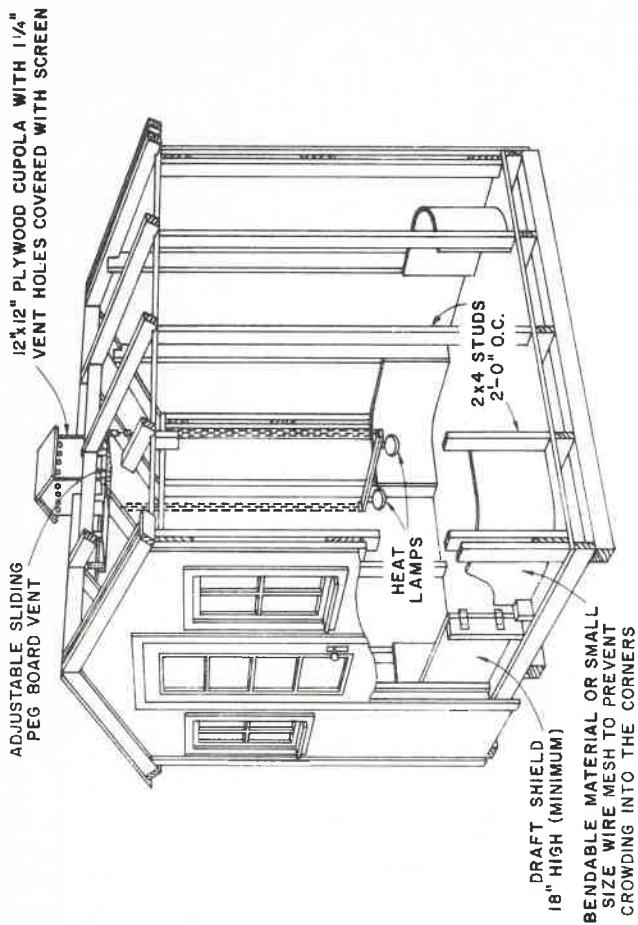 12"x12" PLYWOOD CUPOLA WITH 1 1/4"
VENT HOLES COVERED WITH SCREEN
ADJUSTABLE SLIDING
PEG BOARD VENT
HEAT
LAMPS
2x4 STUDS
2'-0" O.C.
DRAFT SHIELD
18" HIGH (MINIMUM)
BENDABLE MATERIAL OR SMALL
SIZE WIRE MESH TO PREVENT
CROWDING INTO THE CORNERS